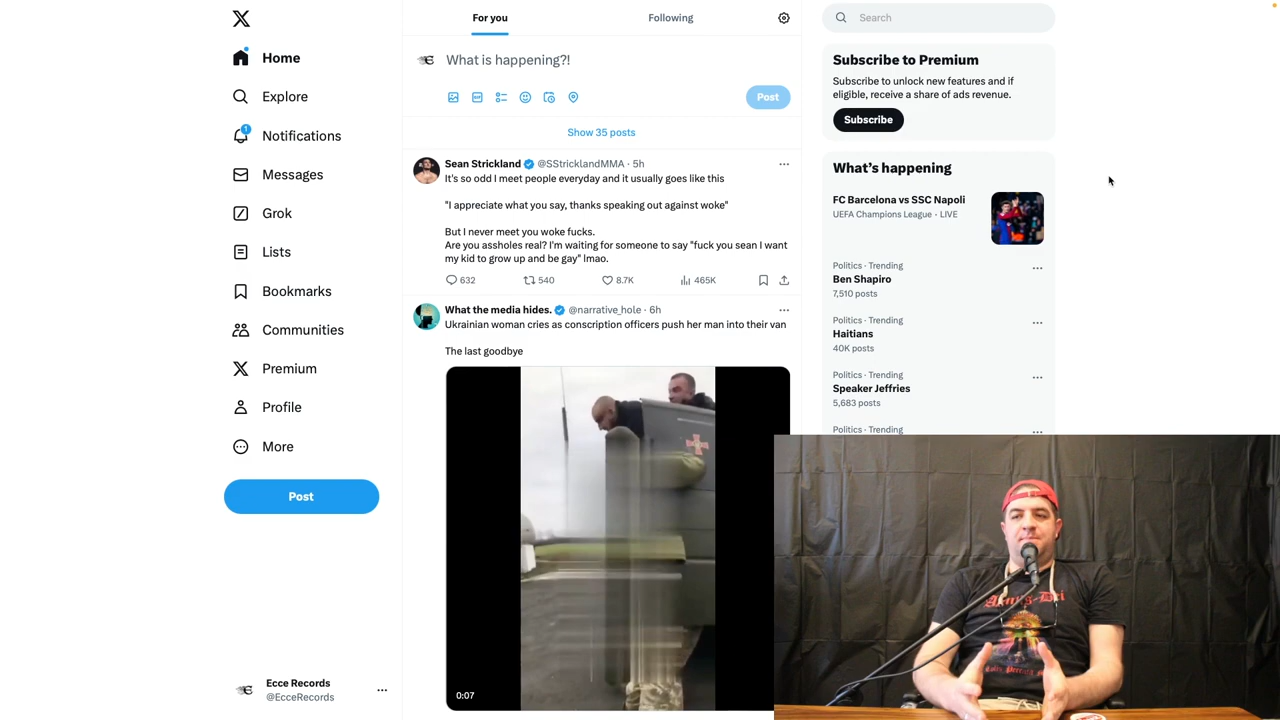 Home
Explore
1
Notifications
Messages
Grok
Lists
Bookmarks
Communities
Premium
Profile
More
Post
Ecce Records
@EcceRecords
For you
Following
What is happening?!
GIF
Post
Show 35 posts
Sean Strickland @SStricklandMMA · 5h
It's so odd I meet people everyday and it usually goes like this
"I appreciate what you say, thanks speaking out against woke"
But I never meet you woke fucks.
Are you assholes real? I'm waiting for someone to say "fuck you sean I want
my kid to grow up and be gay" lmao.
632 540 8.7K 465K
What the media hides. @narrative_hole · 6h
Ukrainian woman cries as conscription officers push her man into their van
The last goodbye
0:07
Search
Subscribe to Premium
Subscribe to unlock new features and if
eligible, receive a share of ads revenue.
Subscribe
What's happening
FC Barcelona vs SSC Napoli
UEFA Champions League · LIVE
Politics · Trending
Ben Shapiro
7,510 posts
Politics · Trending
Haitians
40K posts
Politics · Trending
Speaker Jeffries
5,683 posts
Politics · Trending